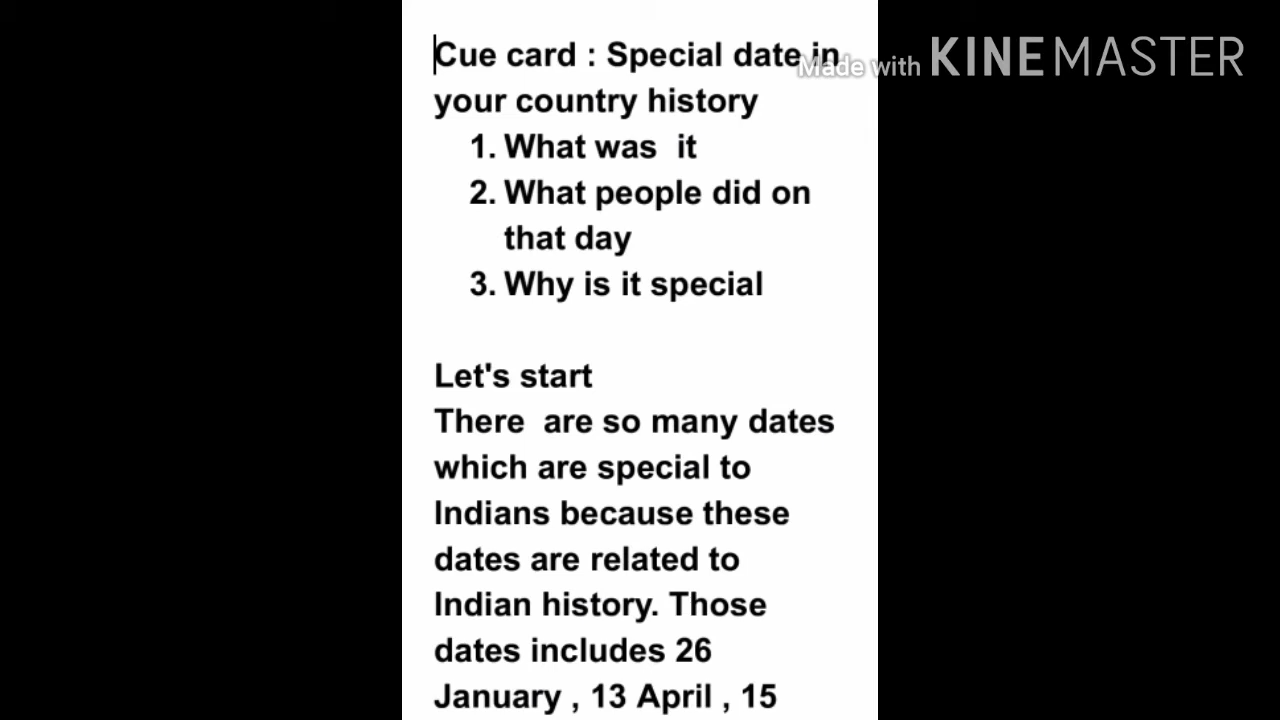 Cue card : Special date in
your country history
1. What was  it
2. What people did on
that day
3. Why is it special
Let's start
There  are so many dates
which are special to
Indians because these
dates are related to
Indian history. Those
dates includes 26
January , 13 April , 15
Made with KINEMASTER